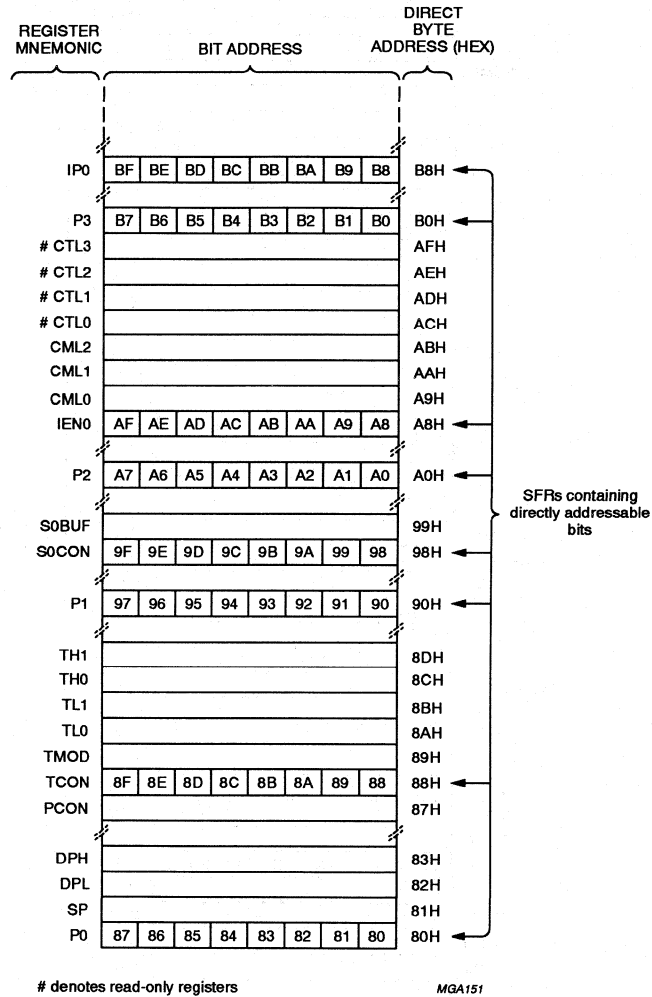 REGISTER MNEMONIC
BIT ADDRESS
DIRECT BYTE ADDRESS (HEX)
IP0 BF BE BD BC BB BA B9 B8 B8H
P3 B7 B6 B5 B4 B3 B2 B1 B0 B0H
# CTL3 AFH
# CTL2 AEH
# CTL1 ADH
# CTL0 ACH
CML2 ABH
CML1 AAH
CML0 A9H
IEN0 AF AE AD AC AB AA A9 A8 A8H
P2 A7 A6 A5 A4 A3 A2 A1 A0 A0H
SFRs containing
directly addressable
bits
S0BUF 99H
S0CON 9F 9E 9D 9C 9B 9A 99 98 98H
P1 97 96 95 94 93 92 91 90 90H
TH1 8DH
TH0 8CH
TL1 8BH
TL0 8AH
TMOD 89H
TCON 8F 8E 8D 8C 8B 8A 89 88 88H
PCON 87H
DPH 83H
DPL 82H
SP 81H
P0 87 86 85 84 83 82 81 80 80H
# denotes read-only registers
MGA151